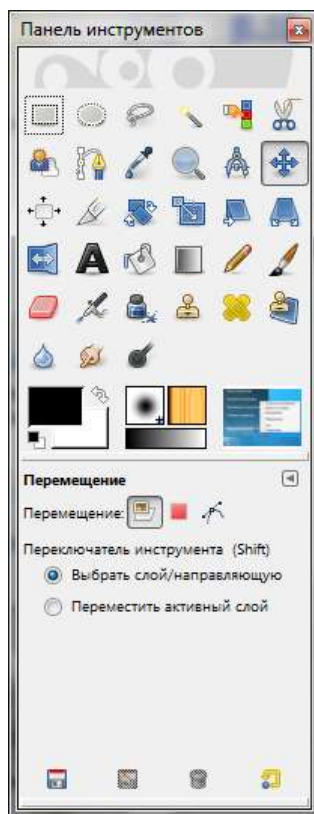 Панель инструментов
Перемещение
Перемещение:
Переключатель инструмента (Shift)
Выбрать слой/направляющую
Переместить активный слой